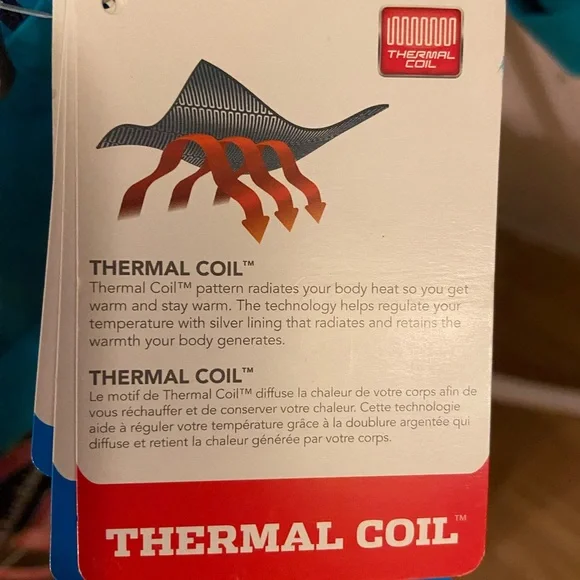 THERMAL
COIL
THERMAL COIL™
Thermal Coil™ pattern radiates your body heat so you get
warm and stay warm. The technology helps regulate your
temperature with silver lining that radiates and retains the
warmth your body generates.
THERMAL COIL™
Le motif de Thermal Coil™ diffuse la chaleur de votre corps afin de
vous réchauffer et de conserver votre chaleur. Cette technologie
aide à réguler votre température grâce à la doublure argentée qui
diffuse et retient la chaleur générée par votre corps.
THERMAL COIL™